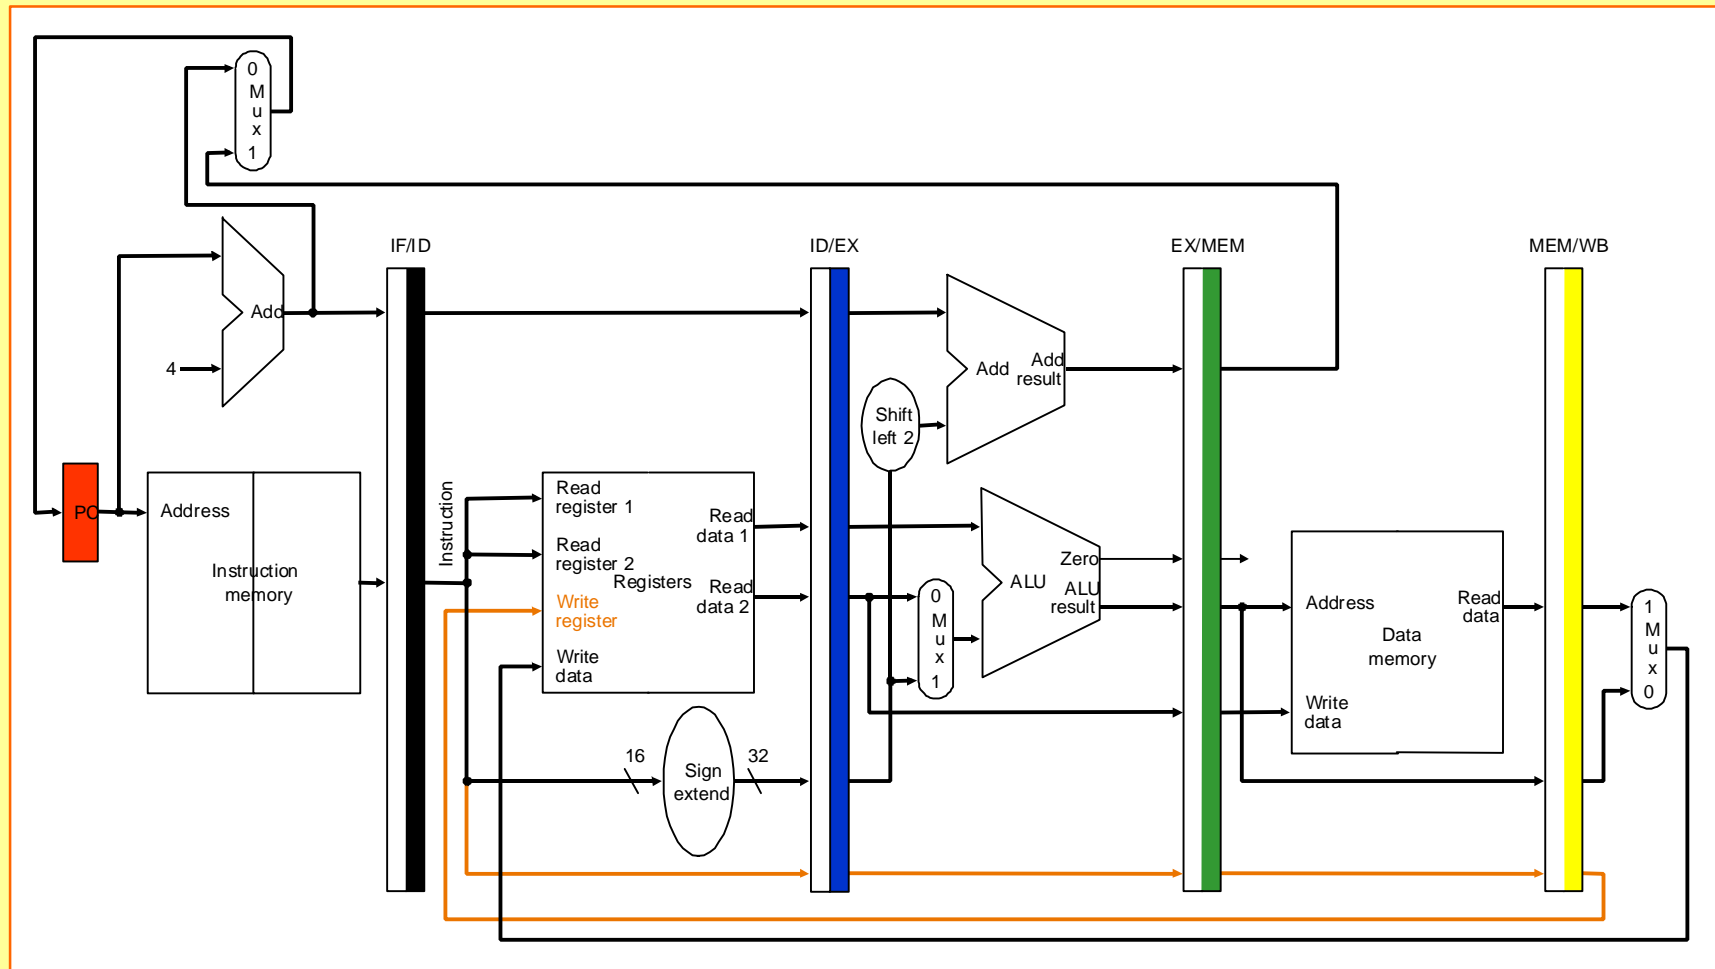 0
M
u
x
1
IF/ID
ID/EX
EX/MEM
MEM/WB
Add
4
Add
Add
result
Shift
left 2
PC
Address
Instruction
memory
Instruction
Read
register 1
Read
register 2
Write
register
Write
data
Registers
Read
data 1
Read
data 2
0
M
u
x
1
Zero
ALU
ALU
result
Address
Read
data
Data
memory
Write
data
1
M
u
x
0
16
Sign
extend
32